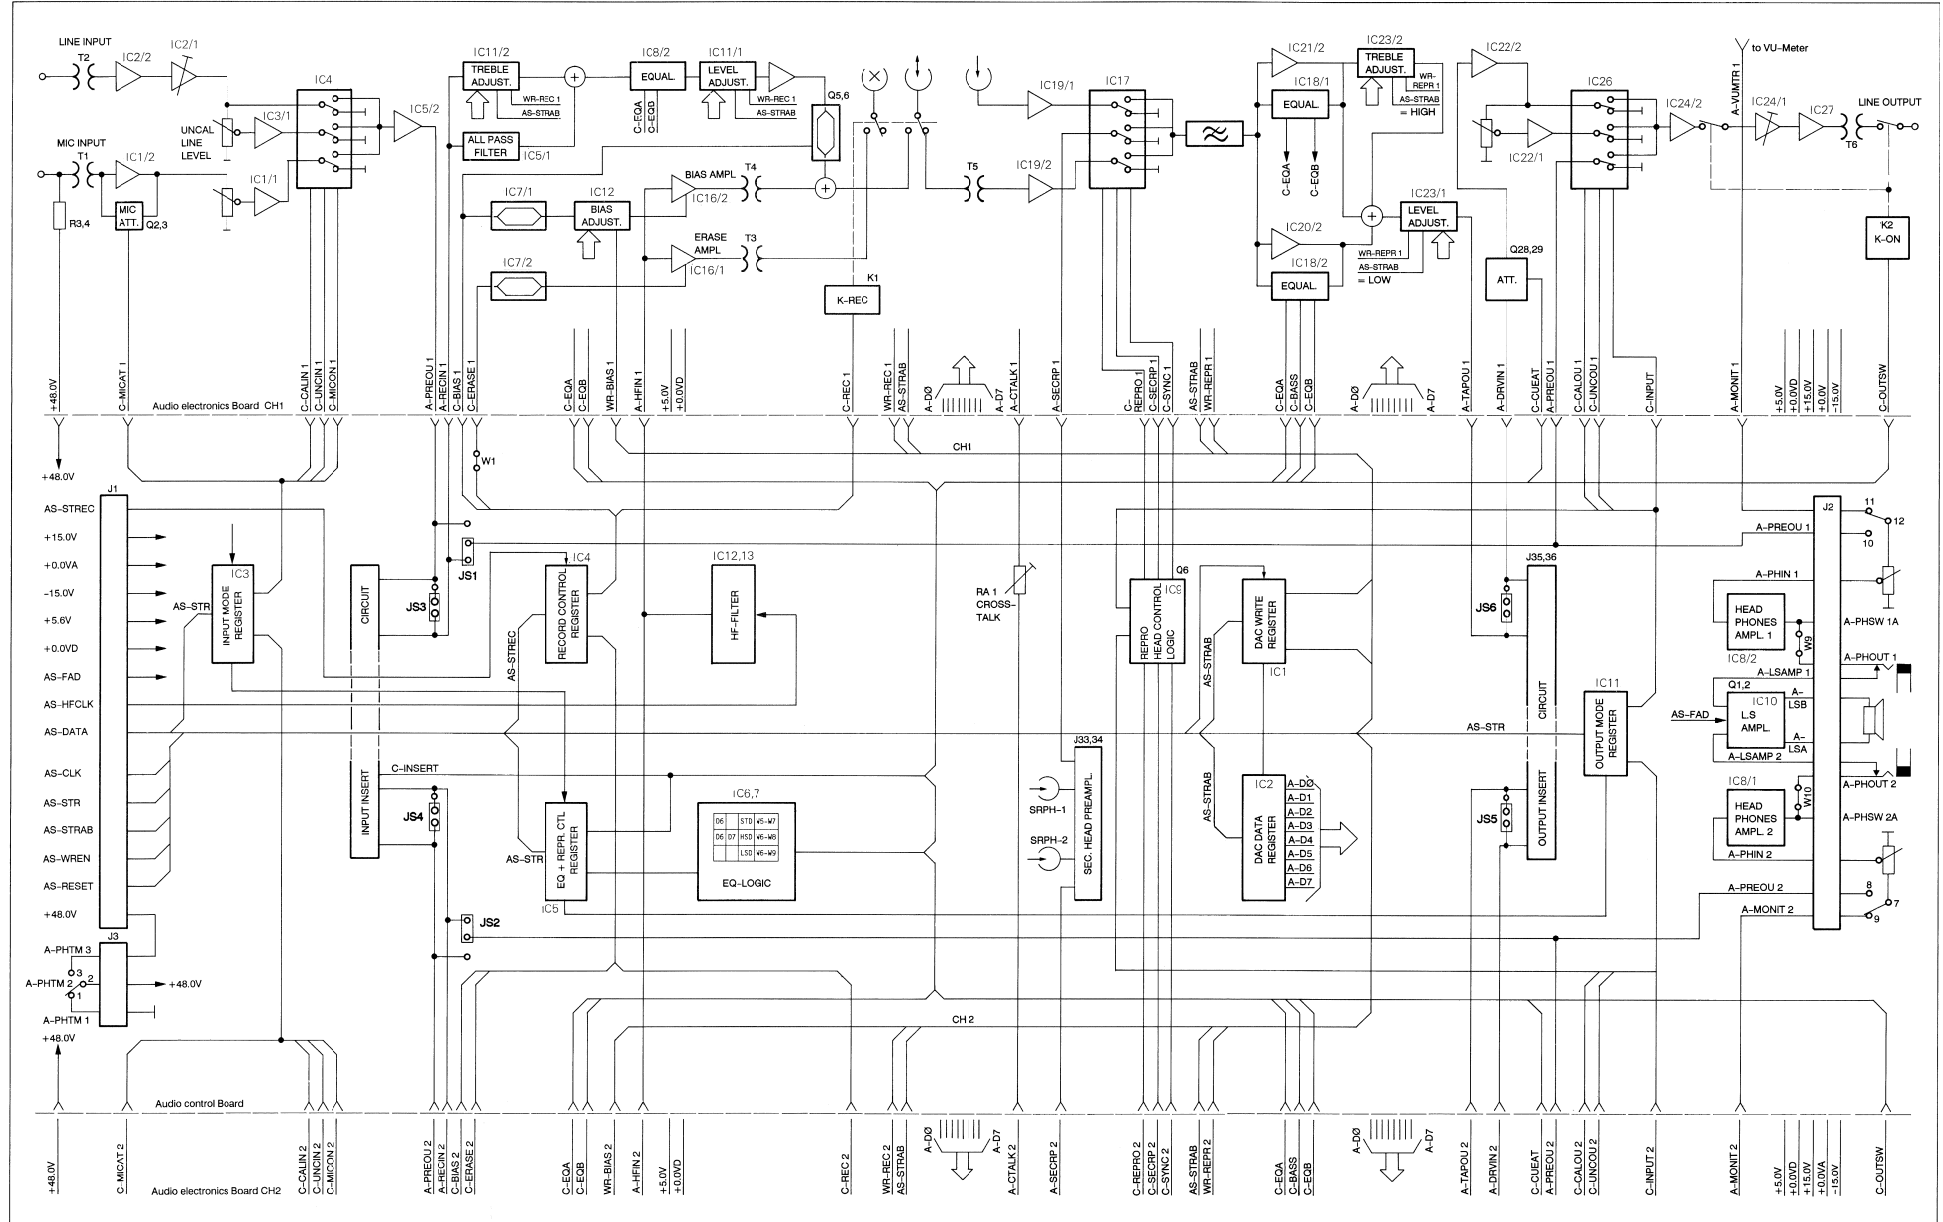 LINE INPUT
T2
IC2/2
IC2/1
UNCAL
LINE
LEVEL
IC3/1
IC4
IC5/2
MIC INPUT
T1
IC1/2
IC1/1
R3,4
MIC
ATT.
Q2,3
IC11/2
TREBLE
ADJUST.
WR-REC 1
AS-STRAB
ALL PASS
FILTER
IC5/1
IC8/2
EQUAL.
C-EQA
C-EQB
IC11/1
LEVEL
ADJUST.
WR-REC 1
AS-STRAB
Q5,6
IC7/1
IC12
BIAS
ADJUST.
BIAS AMPL
IC16/2
T4
ERASE
AMPL
IC16/1
T3
IC7/2
K1
K-REC
T5
IC19/1
IC19/2
IC17
IC21/2
IC18/1
EQUAL.
C-EQA
C-EQB
IC20/2
IC18/2
EQUAL.
IC23/2
TREBLE
ADJUST.
WR-
REPR 1
AS-STRAB
= HIGH
IC23/1
LEVEL
ADJUST.
WR-REPR 1
AS-STRAB
= LOW
IC22/2
IC22/1
Q28,29
ATT.
IC26
IC24/2
to VU-Meter
A-VUMTR 1
IC24/1
IC27
T6
LINE OUTPUT
K2
K-ON
+48.0V
C-MICAT 1
C-CALIN 1
C-UNCIN 1
C-MICON 1
A-PREOU 1
A-RECIN 1
C-BIAS 1
C-ERASE 1
C-EQA
C-EQB
WR-BIAS 1
A-HFIN 1
+5.0V
+0.0VD
C-REC 1
WR-REC 1
AS-STRAB
A-DØ
A-D7
A-CTALK 1
A-SECRP 1
C-
REPRO 1
C-SECRP 1
C-SYNC 1
AS-STRAB
WR-REPR 1
C-EQA
C-BASS
C-EQB
A-DØ
A-D7
A-TAPOU 1
A-DRVIN 1
C-CUEAT
A-PREOU 1
C-CALOU 1
C-UNCOU 1
C-INPUT
A-MONIT 1
+5.0V
+0.0VD
+15.0V
+0.0V
-15.0V
C-OUTSW
Audio electronics Board CH1
+48.0V
W1
CH1
J1
AS-STREC
+15.0V
+0.0VA
-15.0V
+5.6V
+0.0VD
AS-FAD
AS-HFCLK
AS-DATA
AS-CLK
AS-STR
AS-STRAB
AS-WREN
AS-RESET
+48.0V
J3
A-PHTM 3
A-PHTM 2
A-PHTM 1
3
2
1
+48.0V
+48.0V
IC3
INPUT MODE
REGISTER
AS-STR
CIRCUIT
INPUT INSERT
JS3
JS1
JS4
JS2
C-INSERT
AS-STREC
IC4
RECORD CONTROL
REGISTER
AS-STR
EQ + REPR. CTL
REGISTER
IC5
IC12,13
HF-FILTER
IC6,7
D6
STD
W5-W7
D6
D7
HSD
W6-W8
LSD
W6-W9
EQ-LOGIC
RA 1
CROSS-
TALK
SRPH-1
SRPH-2
J33,34
SEC. HEAD PREAMPL.
Q6
IC9
REPRO
HEAD CONTROL
LOGIC
AS-STRAB
DAC WRITE
REGISTER
IC1
AS-STRAB
IC2
DAC DATA
REGISTER
A-DØ
A-D1
A-D2
A-D3
A-D4
A-D5
A-D6
A-D7
AS-STR
JS6
JS5
J35,36
CIRCUIT
OUTPUT INSERT
IC11
OUTPUT MODE
REGISTER
J2
A-PREOU 1
11
12
10
A-PHIN 1
HEAD
PHONES
AMPL. 1
IC8/2
W9
A-PHSW 1A
A-PHOUT 1
A-LSAMP 1
Q1,2
IC10
L.S
AMPL.
AS-FAD
A-
LSB
A-
LSA
A-LSAMP 2
IC8/1
HEAD
PHONES
AMPL. 2
W10
A-PHOUT 2
A-PHSW 2A
A-PHIN 2
A-PREOU 2
A-MONIT 2
8
7
9
CH 2
Audio control Board
+48.0V
C-MICAT 2
C-CALIN 2
C-UNCIN 2
C-MICON 2
A-PREOU 2
A-RECIN 2
C-BIAS 2
C-ERASE 2
C-EQA
C-EQB
WR-BIAS 2
A-HFIN 2
+5.0V
+0.0VD
C-REC 2
WR-REC 2
AS-STRAB
A-DØ
A-D7
A-CTALK 2
A-SECRP 2
C-REPRO 2
C-SECRP 2
C-SYNC 2
AS-STRAB
WR-REPR 2
C-EQA
C-BASS
C-EQB
A-DØ
A-D7
A-TAPOU 2
A-DRVIN 2
C-CUEAT
A-PREOU 2
C-CALOU 2
C-UNCOU 2
C-INPUT 2
A-MONIT 2
+5.0V
+0.0VD
+15.0V
+0.0VA
-15.0V
C-OUTSW
Audio electronics Board CH2